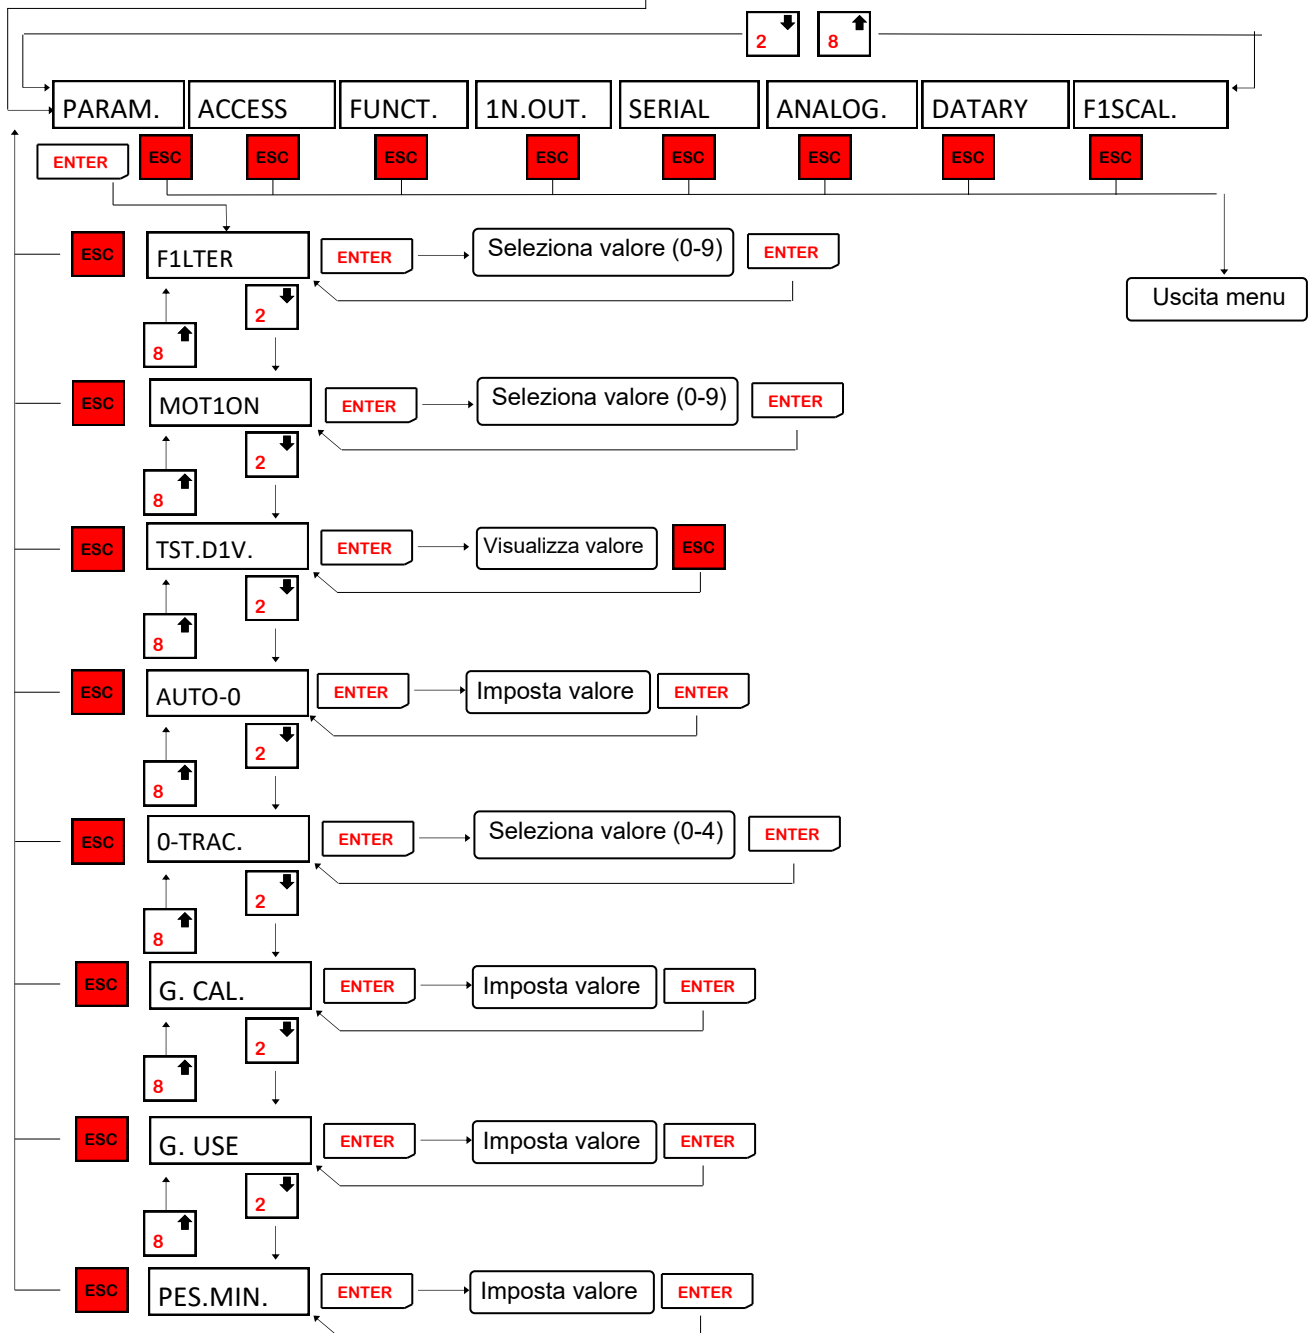 2 8
PARAM. ACCESS FUNCT. 1N.OUT. SERIAL ANALOG. DATARY F1SCAL.
ENTER ESC ESC ESC ESC ESC ESC ESC ESC
ESC F1LTER ENTER Seleziona valore (0-9) ENTER
Uscita menu
2
8
ESC MOT1ON ENTER Seleziona valore (0-9) ENTER
2
8
ESC TST.D1V. ENTER Visualizza valore ESC
2
8
ESC AUTO-0 ENTER Imposta valore ENTER
2
8
ESC 0-TRAC. ENTER Seleziona valore (0-4) ENTER
2
8
ESC G. CAL. ENTER Imposta valore ENTER
2
8
ESC G. USE ENTER Imposta valore ENTER
2
8
ESC PES.MIN. ENTER Imposta valore ENTER